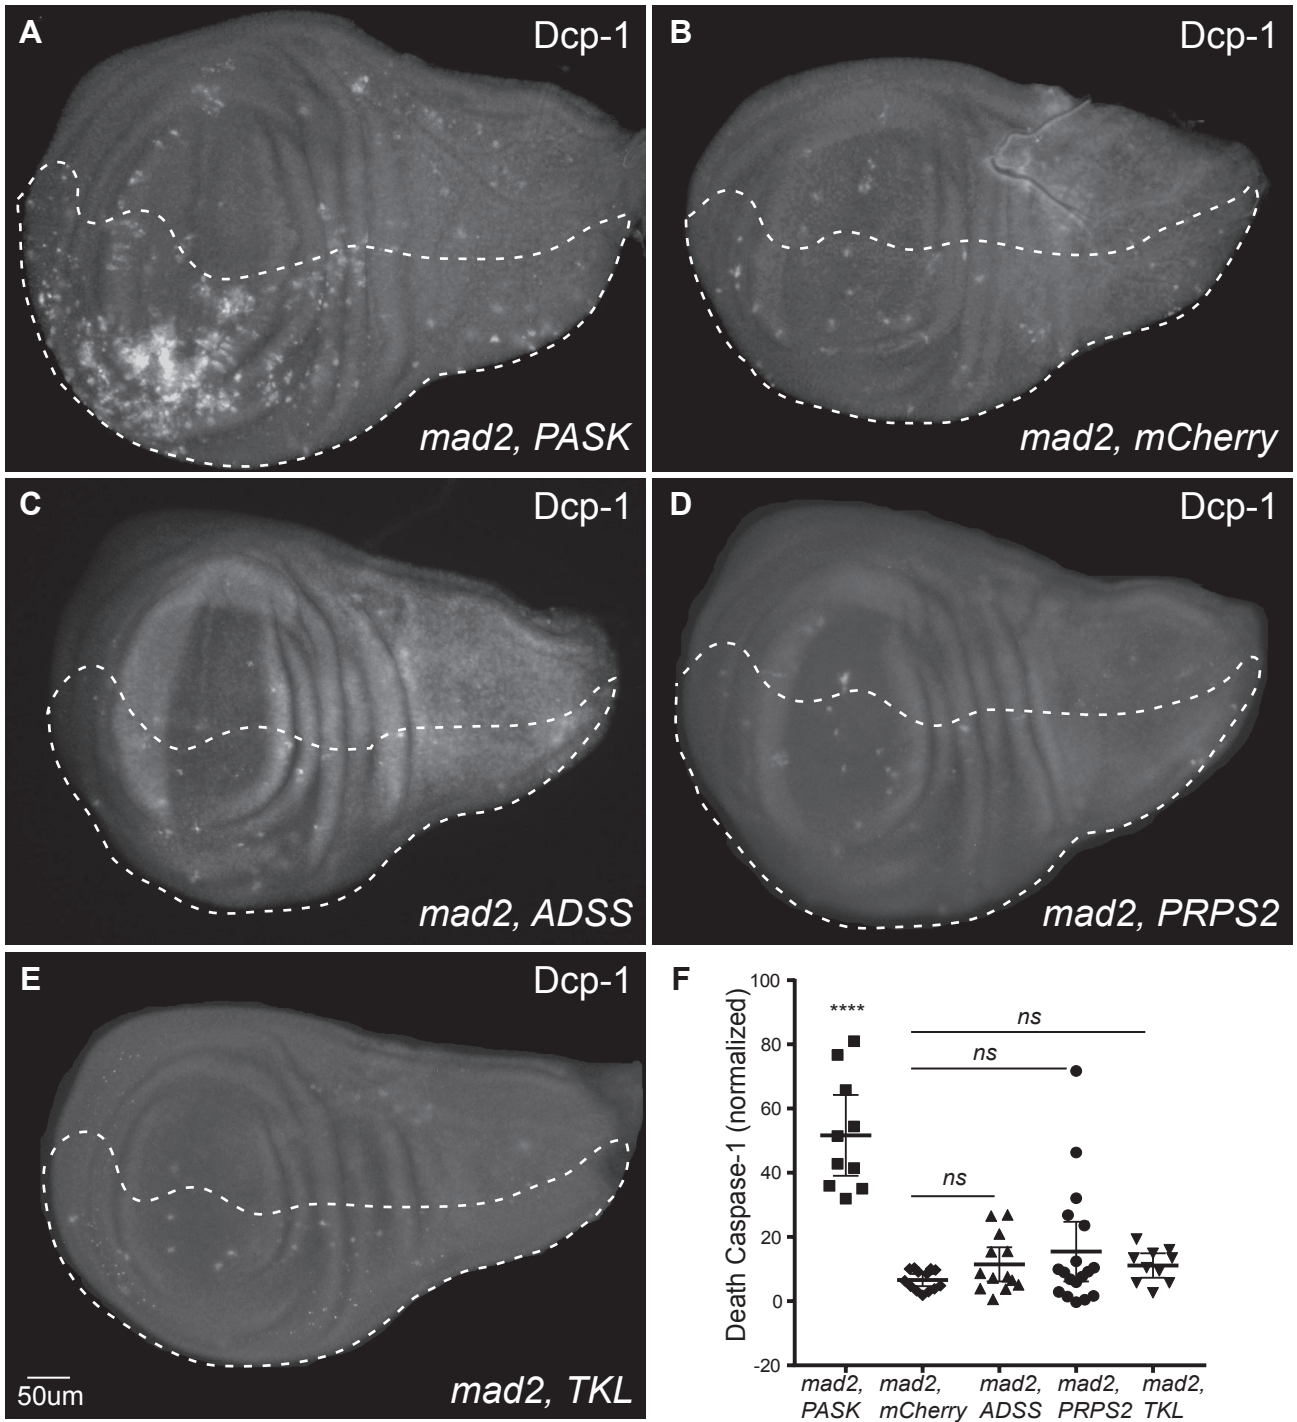 A
Dcp-1
mad2, PASK
B
Dcp-1
mad2, mCherry
C
Dcp-1
mad2, ADSS
D
Dcp-1
mad2, PRPS2
E
Dcp-1
50um
mad2, TKL
F
Death Caspase-1 (normalized)
100
80
60
40
20
0
-20
****
ns
ns
ns
mad2, PASK
mad2, mCherry
mad2, ADSS
mad2, PRPS2
mad2, TKL